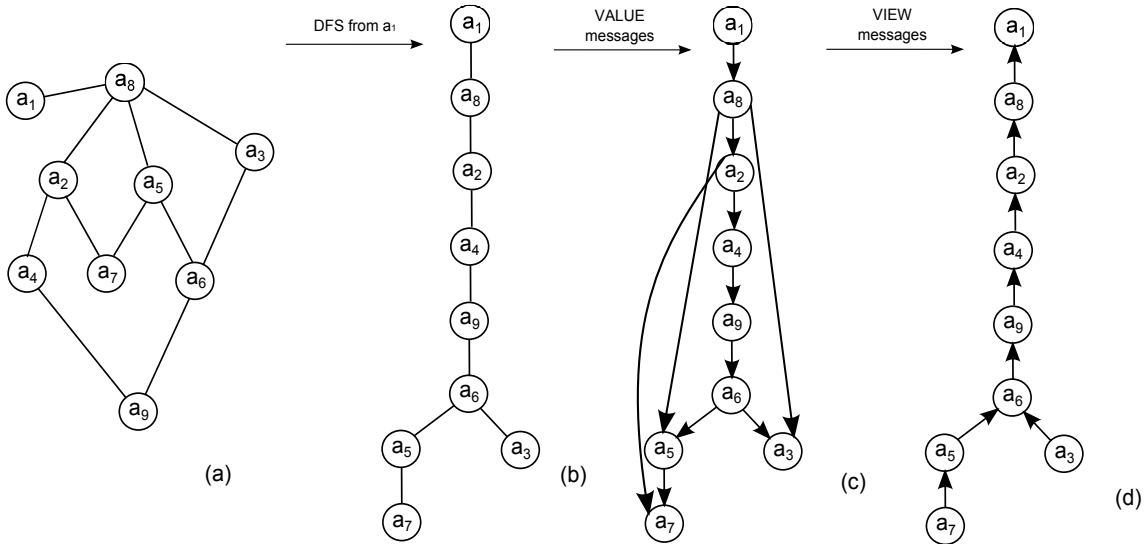 DFS from a₁
VALUE
messages
VIEW
messages
a₁
a₈
a₃
a₂
a₅
a₄
a₇
a₆
a₉
(a)
a₁
a₈
a₂
a₄
a₉
a₆
a₅
a₃
a₇
(b)
a₁
a₈
a₂
a₄
a₉
a₆
a₅
a₃
a₇
(c)
a₁
a₈
a₂
a₄
a₉
a₆
a₅
a₃
a₇
(d)